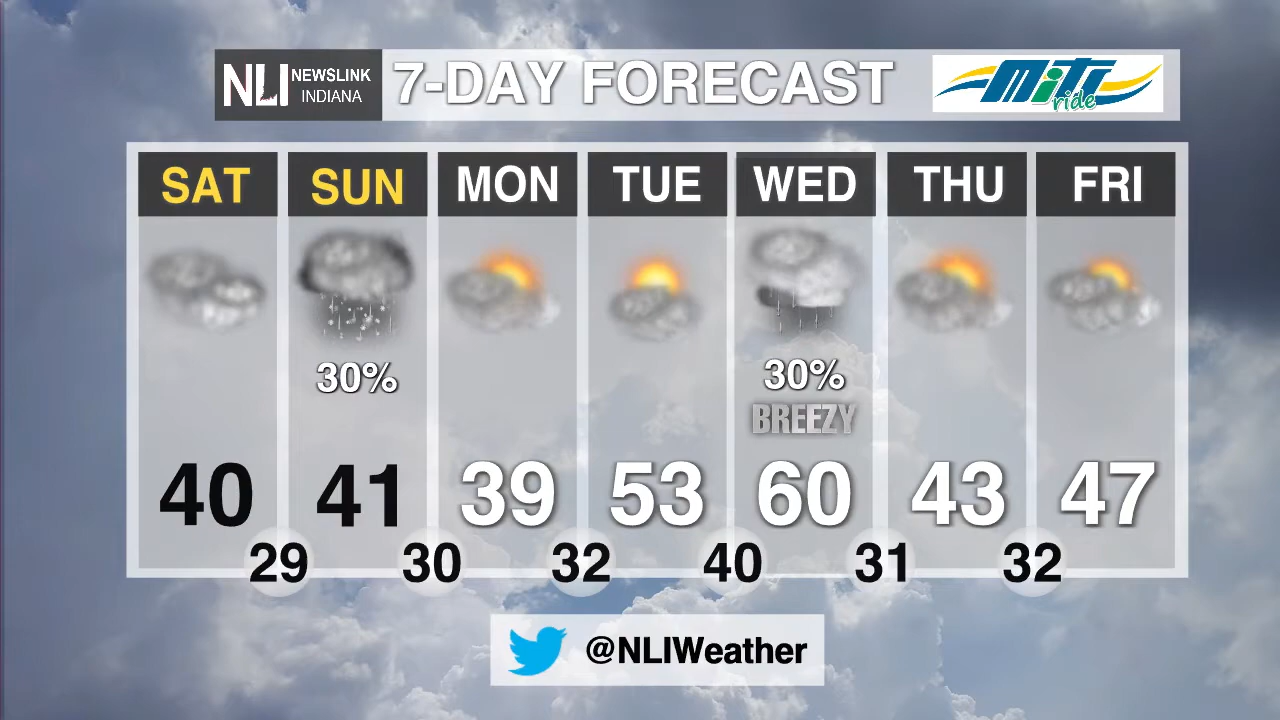 NLI NEWSLINK INDIANA 7-DAY FORECAST MiTS ride
SAT SUN MON TUE WED THU FRI
30% 30%
BREEZY
40 41 39 53 60 43 47
29 30 32 40 31 32
@NLIWeather